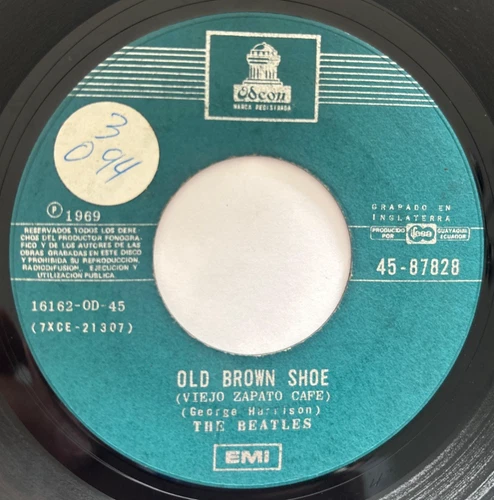 Odeon
MARCA REGISTRADA
3
094
℗ 1969
RESERVADOS TODOS LOS DERE-
CHOS DEL PRODUCTOR FONOGRA-
FICO Y DE LOS AUTORES DE LAS
OBRAS GRABADAS EN ESTE DISCO
Y PROHIBIDA SU REPRODUCCION,
RADIODIFUSION, EJECUCION Y
UTILIZACION PUBLICA.
GRABADO EN
INGLATERRA
PRODUCIDO POR ifesa GUAYAQUIL ECUADOR
45-87828
16162-OD-45
(7XCE-21307)
OLD BROWN SHOE
(VIEJO ZAPATO CAFE)
(George Harrison)
THE BEATLES
EMI